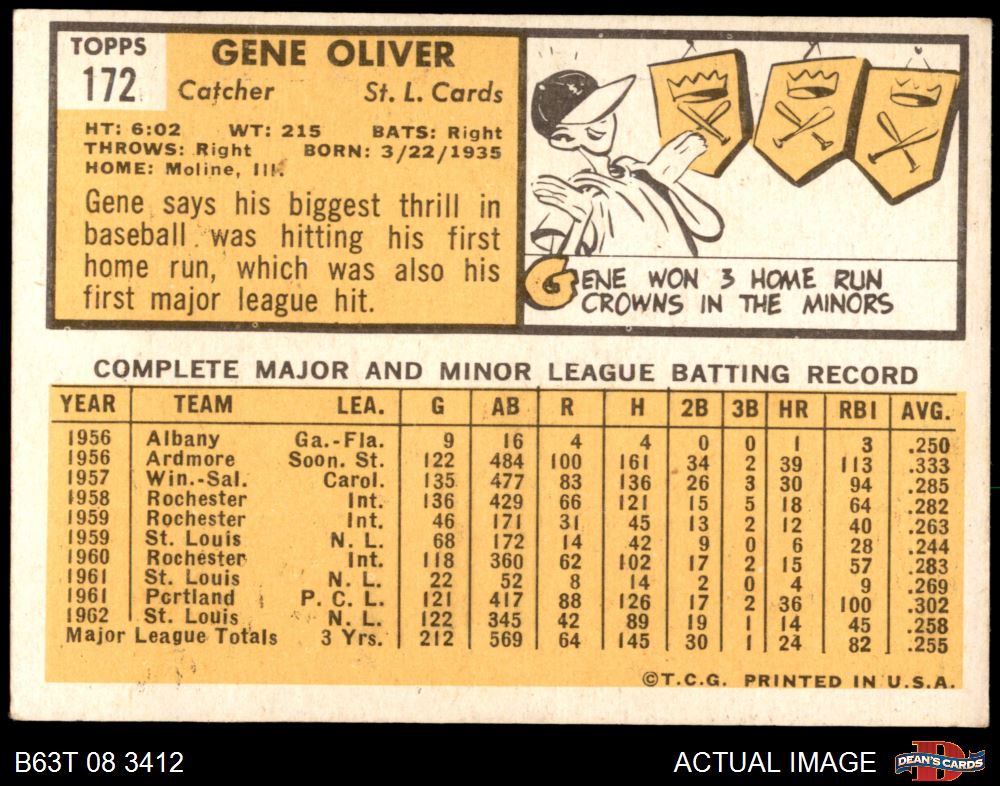 TOPPS
172
GENE OLIVER
Catcher St. L. Cards
HT: 6:02 WT: 215 BATS: Right
THROWS: Right BORN: 3/22/1935
HOME: Moline, Ill.
Gene says his biggest thrill in
baseball was hitting his first
home run, which was also his
first major league hit.
GENE WON 3 HOME RUN
CROWNS IN THE MINORS
COMPLETE MAJOR AND MINOR LEAGUE BATTING RECORD
YEAR TEAM LEA. G AB R H 2B 3B HR RBI AVG.
1956 Albany Ga.-Fla. 9 16 4 4 0 0 1 3 .250
1956 Ardmore Soon. St. 122 484 100 161 34 2 39 113 .333
1957 Win.-Sal. Carol. 135 477 83 136 26 3 30 94 .285
1958 Rochester Int. 136 429 66 121 15 5 18 64 .282
1959 Rochester Int. 46 171 31 45 13 2 12 40 .263
1959 St. Louis N. L. 68 172 14 42 9 0 6 28 .244
1960 Rochester Int. 118 360 62 102 17 2 15 57 .283
1961 St. Louis N. L. 22 52 8 14 2 0 4 9 .269
1961 Portland P. C. L. 121 417 88 126 17 2 36 100 .302
1962 St. Louis N. L. 122 345 42 89 19 1 14 45 .258
Major League Totals 3 Yrs. 212 569 64 145 30 1 24 82 .255
©T.C.G. PRINTED IN U.S.A.
B63T 08 3412 ACTUAL IMAGE DEAN'S CARDS